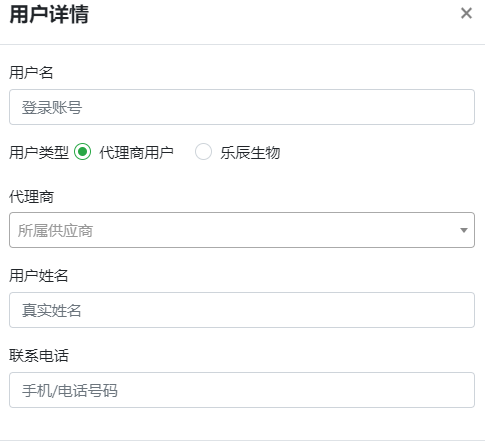 用户详情
用户名
登录账号
用户类型 代理商用户 乐辰生物
代理商
所属供应商
用户姓名
真实姓名
联系电话
手机/电话号码